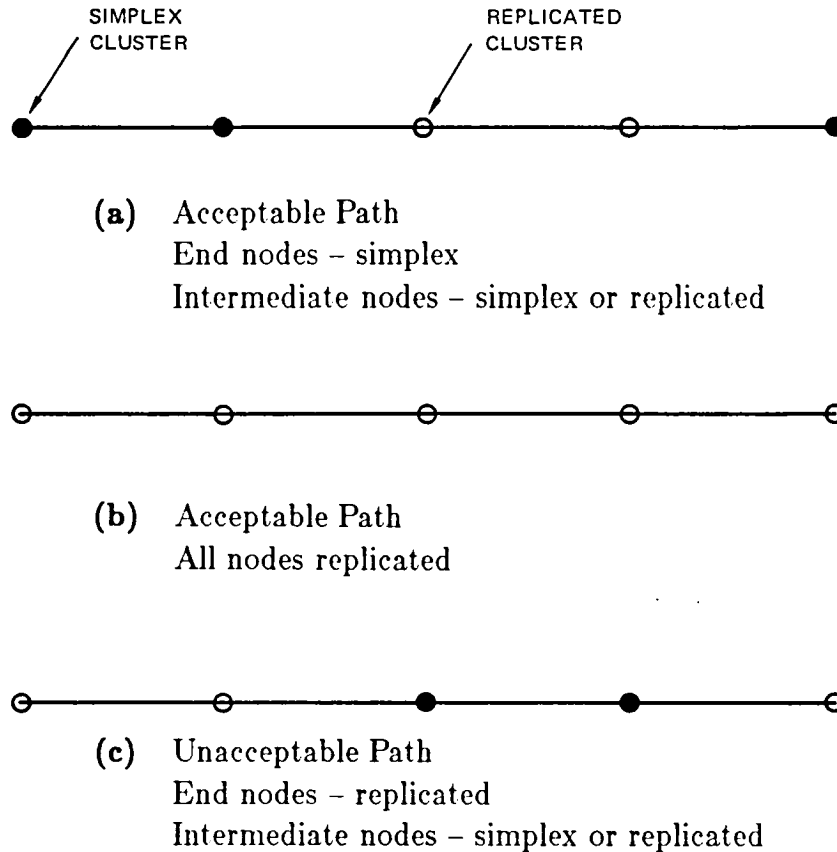 SIMPLEX
CLUSTER
REPLICATED
CLUSTER
(a) Acceptable Path
End nodes – simplex
Intermediate nodes – simplex or replicated
(b) Acceptable Path
All nodes replicated
(c) Unacceptable Path
End nodes – replicated
Intermediate nodes – simplex or replicated